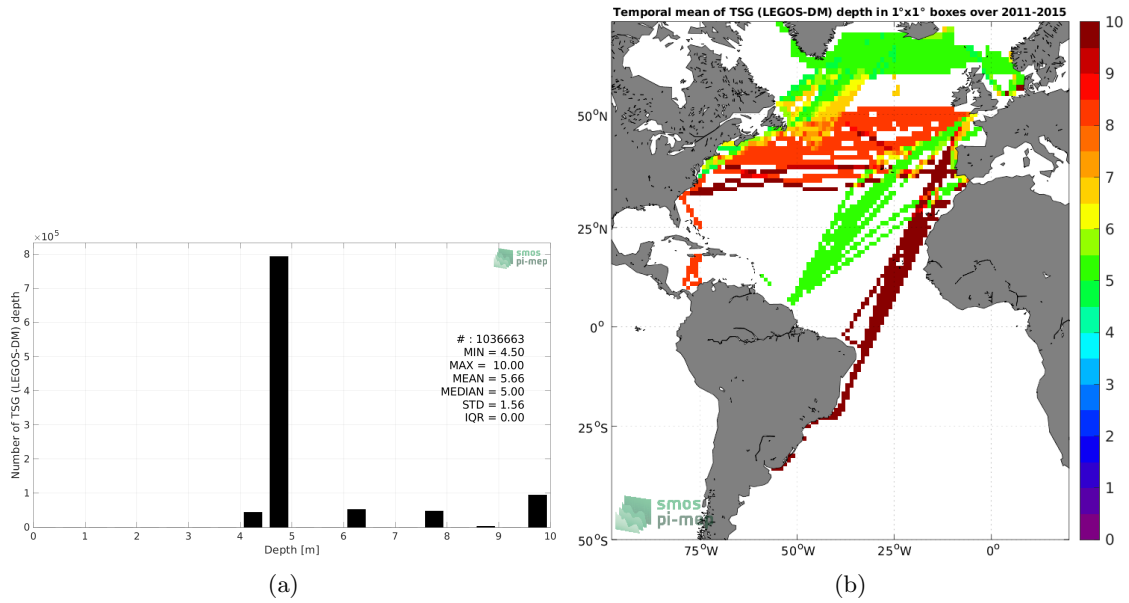 ×10⁵
8
7
6
5
4
3
2
1
0
Number of TSG (LEGOS-DM) depth
smos
pi-mep
# : 1036663
MIN = 4.50
MAX = 10.00
MEAN = 5.66
MEDIAN = 5.00
STD = 1.56
IQR = 0.00
0 1 2 3 4 5 6 7 8 9 10
Depth [m]
(a)
Temporal mean of TSG (LEGOS-DM) depth in 1°x1° boxes over 2011-2015
50°N
25°N
0°
25°S
50°S
75°W 50°W 25°W 0°
smos
pi-mep
10
9
8
7
6
5
4
3
2
1
0
(b)